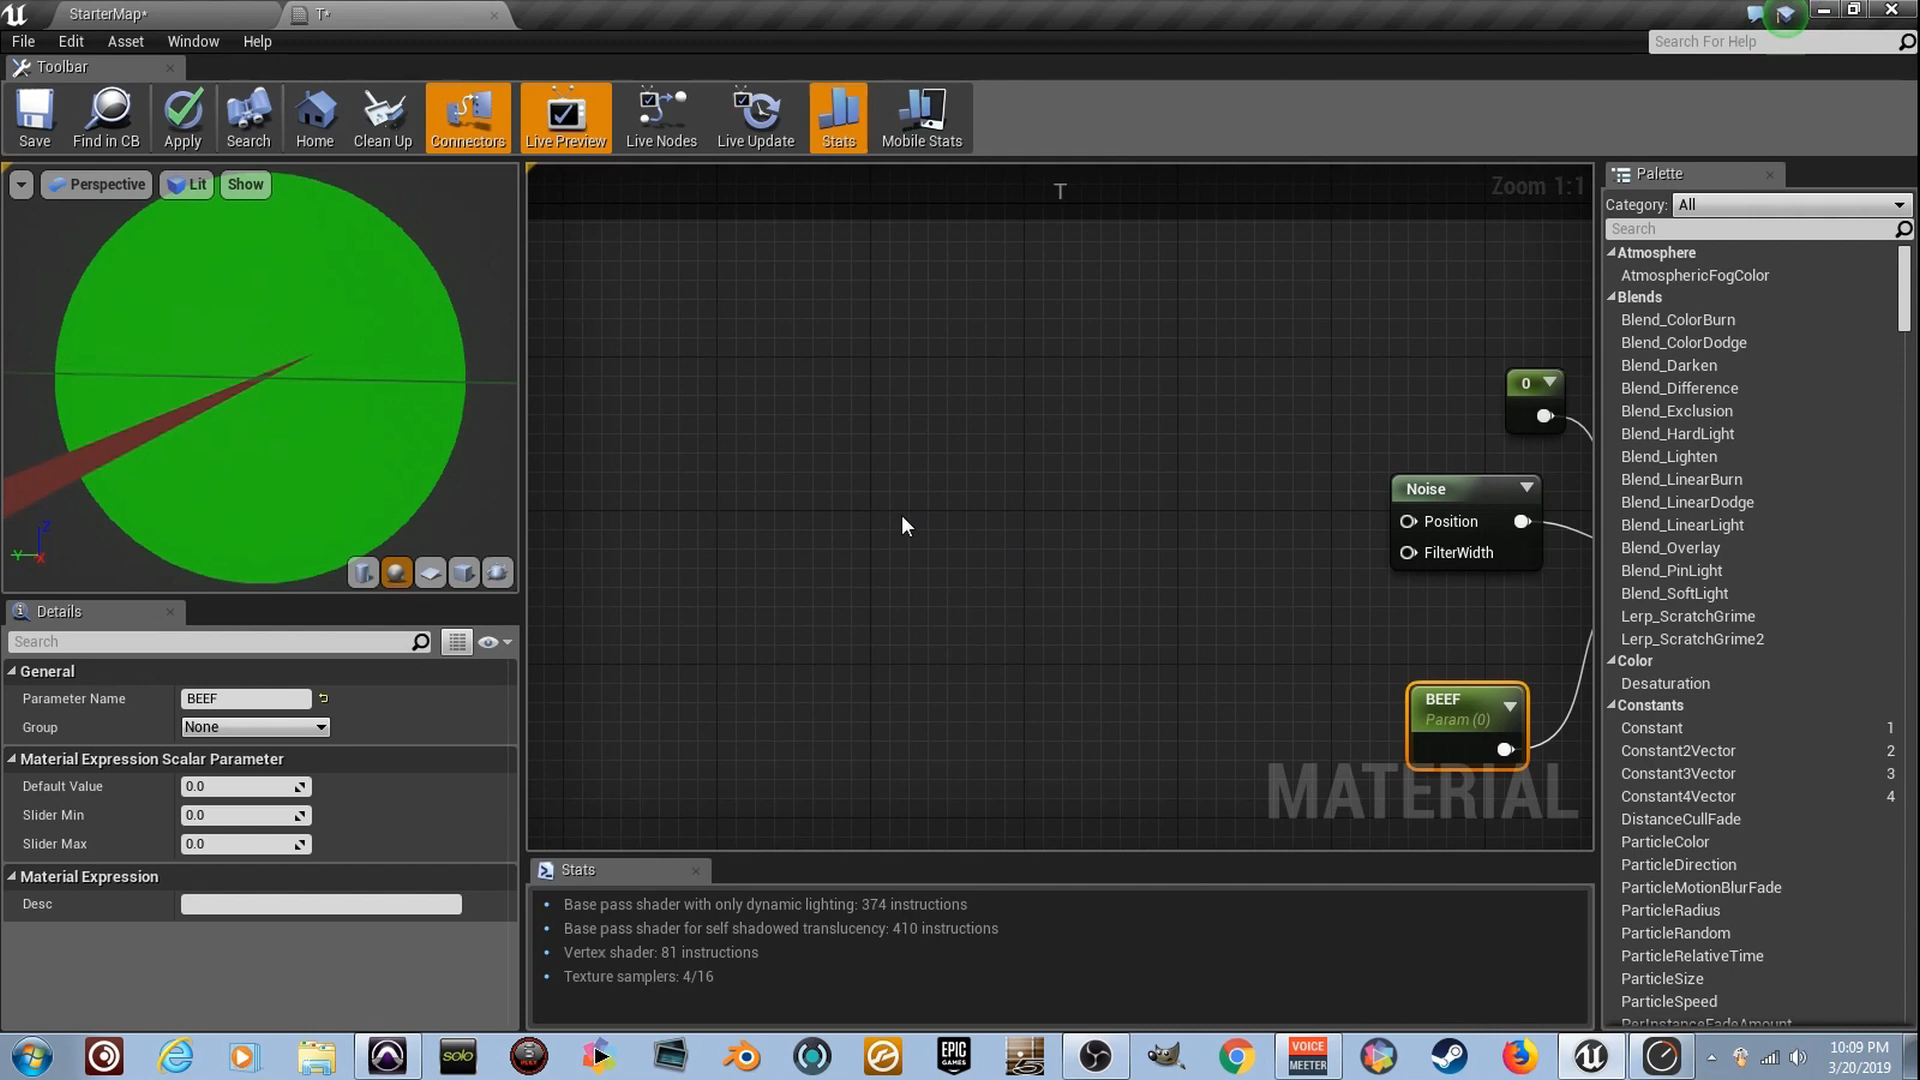 StarterMap*
T*
File
Edit
Asset
Window
Help
Search For Help
Toolbar
Save
Find in CB
Apply
Search
Home
Clean Up
Connectors
Live Preview
Live Nodes
Live Update
Stats
Mobile Stats
Perspective
Lit
Show
Z
Y
X
T
Zoom 1:1
0
Noise
Position
FilterWidth
BEEF
Param (0)
MATERIAL
Palette
Category:
All
Search
Atmosphere
AtmosphericFogColor
Blends
Blend_ColorBurn
Blend_ColorDodge
Blend_Darken
Blend_Difference
Blend_Exclusion
Blend_HardLight
Blend_Lighten
Blend_LinearBurn
Blend_LinearDodge
Blend_LinearLight
Blend_Overlay
Blend_PinLight
Blend_SoftLight
Lerp_ScratchGrime
Lerp_ScratchGrime2
Color
Desaturation
Constants
Constant 1
Constant2Vector 2
Constant3Vector 3
Constant4Vector 4
DistanceCullFade
ParticleColor
ParticleDirection
ParticleMotionBlurFade
ParticleRadius
ParticleRandom
ParticleRelativeTime
ParticleSize
ParticleSpeed
PerInstanceFadeAmount
Details
Search
General
Parameter Name BEEF
Group None
Material Expression Scalar Parameter
Default Value 0.0
Slider Min 0.0
Slider Max 0.0
Material Expression
Desc
Stats
Base pass shader with only dynamic lighting: 374 instructions
Base pass shader for self shadowed translucency: 410 instructions
Vertex shader: 81 instructions
Texture samplers: 4/16
solo
EPIC
GAMES
VOICE
MEETER
10:09 PM
3/20/2019